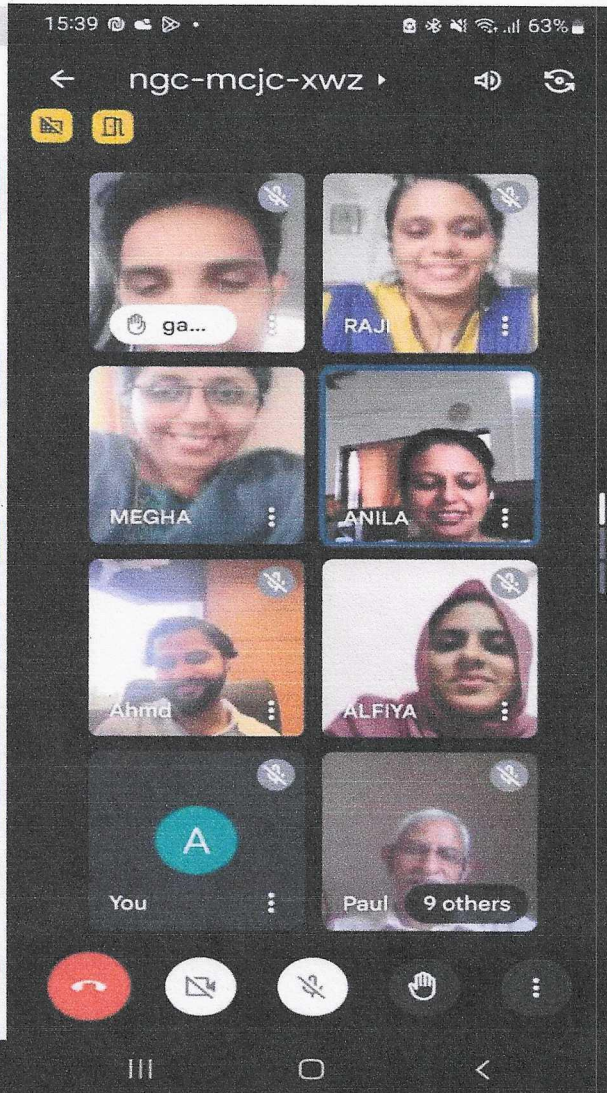 15:39 63%
ngc-mcjc-xwz
ga...
RAJI
MEGHA
ANILA
Ahmd
ALFIYA
A
You
Paul
9 others